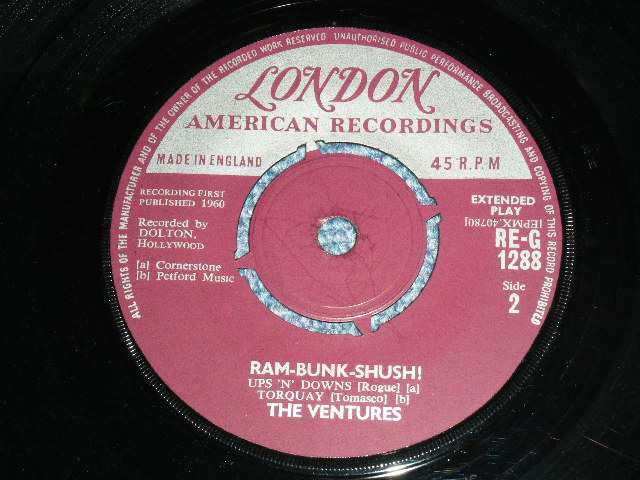 ALL RIGHTS OF THE MANUFACTURER AND OF THE OWNER OF THE RECORDED WORK RESERVED UNAUTHORISED PUBLIC PERFORMANCE BROADCASTING AND COPYING OF THIS RECORD PROHIBITED
LONDON
AMERICAN RECORDINGS
MADE IN ENGLAND
45 R.P.M
RECORDING FIRST
PUBLISHED 1960
Recorded by
DOLTON,
HOLLYWOOD
[a] Cornerstone
[b] Petford Music
EXTENDED
PLAY
[EPMX.40780]
RE-G
1288
Side
2
RAM-BUNK-SHUSH!
UPS 'N' DOWNS [Rogue] [a]
TORQUAY [Tomasco] [b]
THE VENTURES